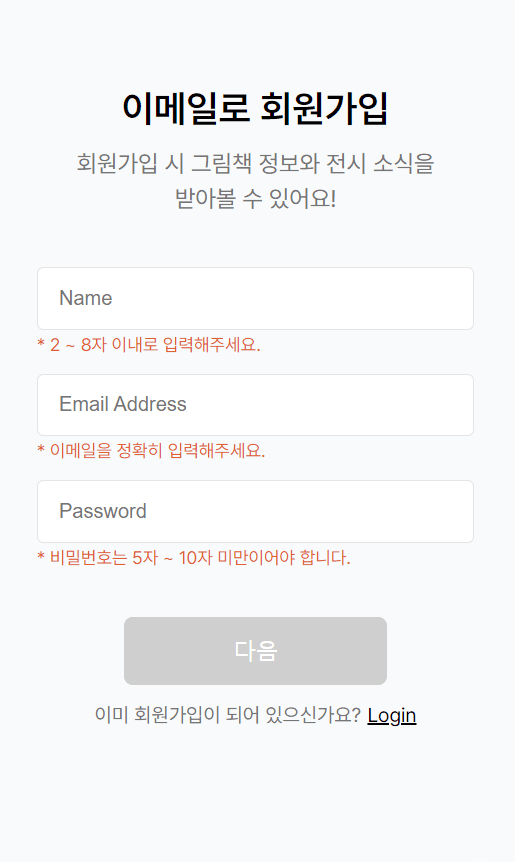 이메일로 회원가입
회원가입 시 그림책 정보와 전시 소식을
받아볼 수 있어요!
Name
* 2 ~ 8자 이내로 입력해주세요.
Email Address
* 이메일을 정확히 입력해주세요.
Password
* 비밀번호는 5자 ~ 10자 미만이어야 합니다.
다음
이미 회원가입이 되어 있으신가요? Login